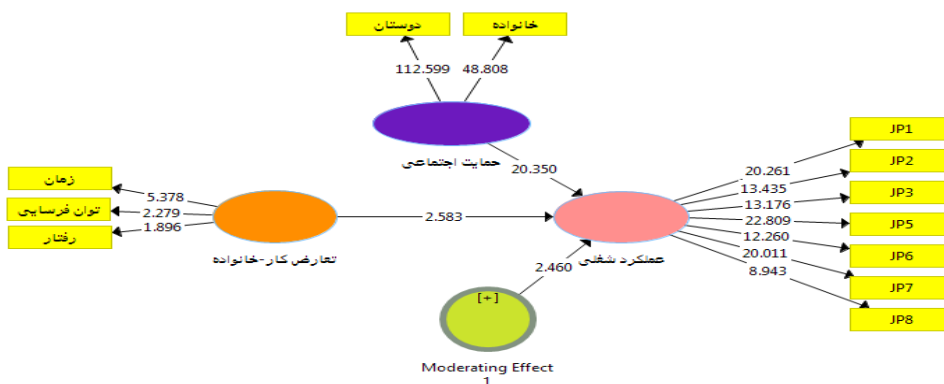 دوستان
خانواده
112.599
48.808
حمایت اجتماعی
20.350
زمان
توان فرسایی
رفتار
5.378
2.279
1.896
تعارض کار-خانواده
2.583
عملکرد شغلی
2.460
[+]
Moderating Effect
1
20.261
13.435
13.176
22.809
12.260
20.011
8.943
JP1
JP2
JP3
JP5
JP6
JP7
JP8